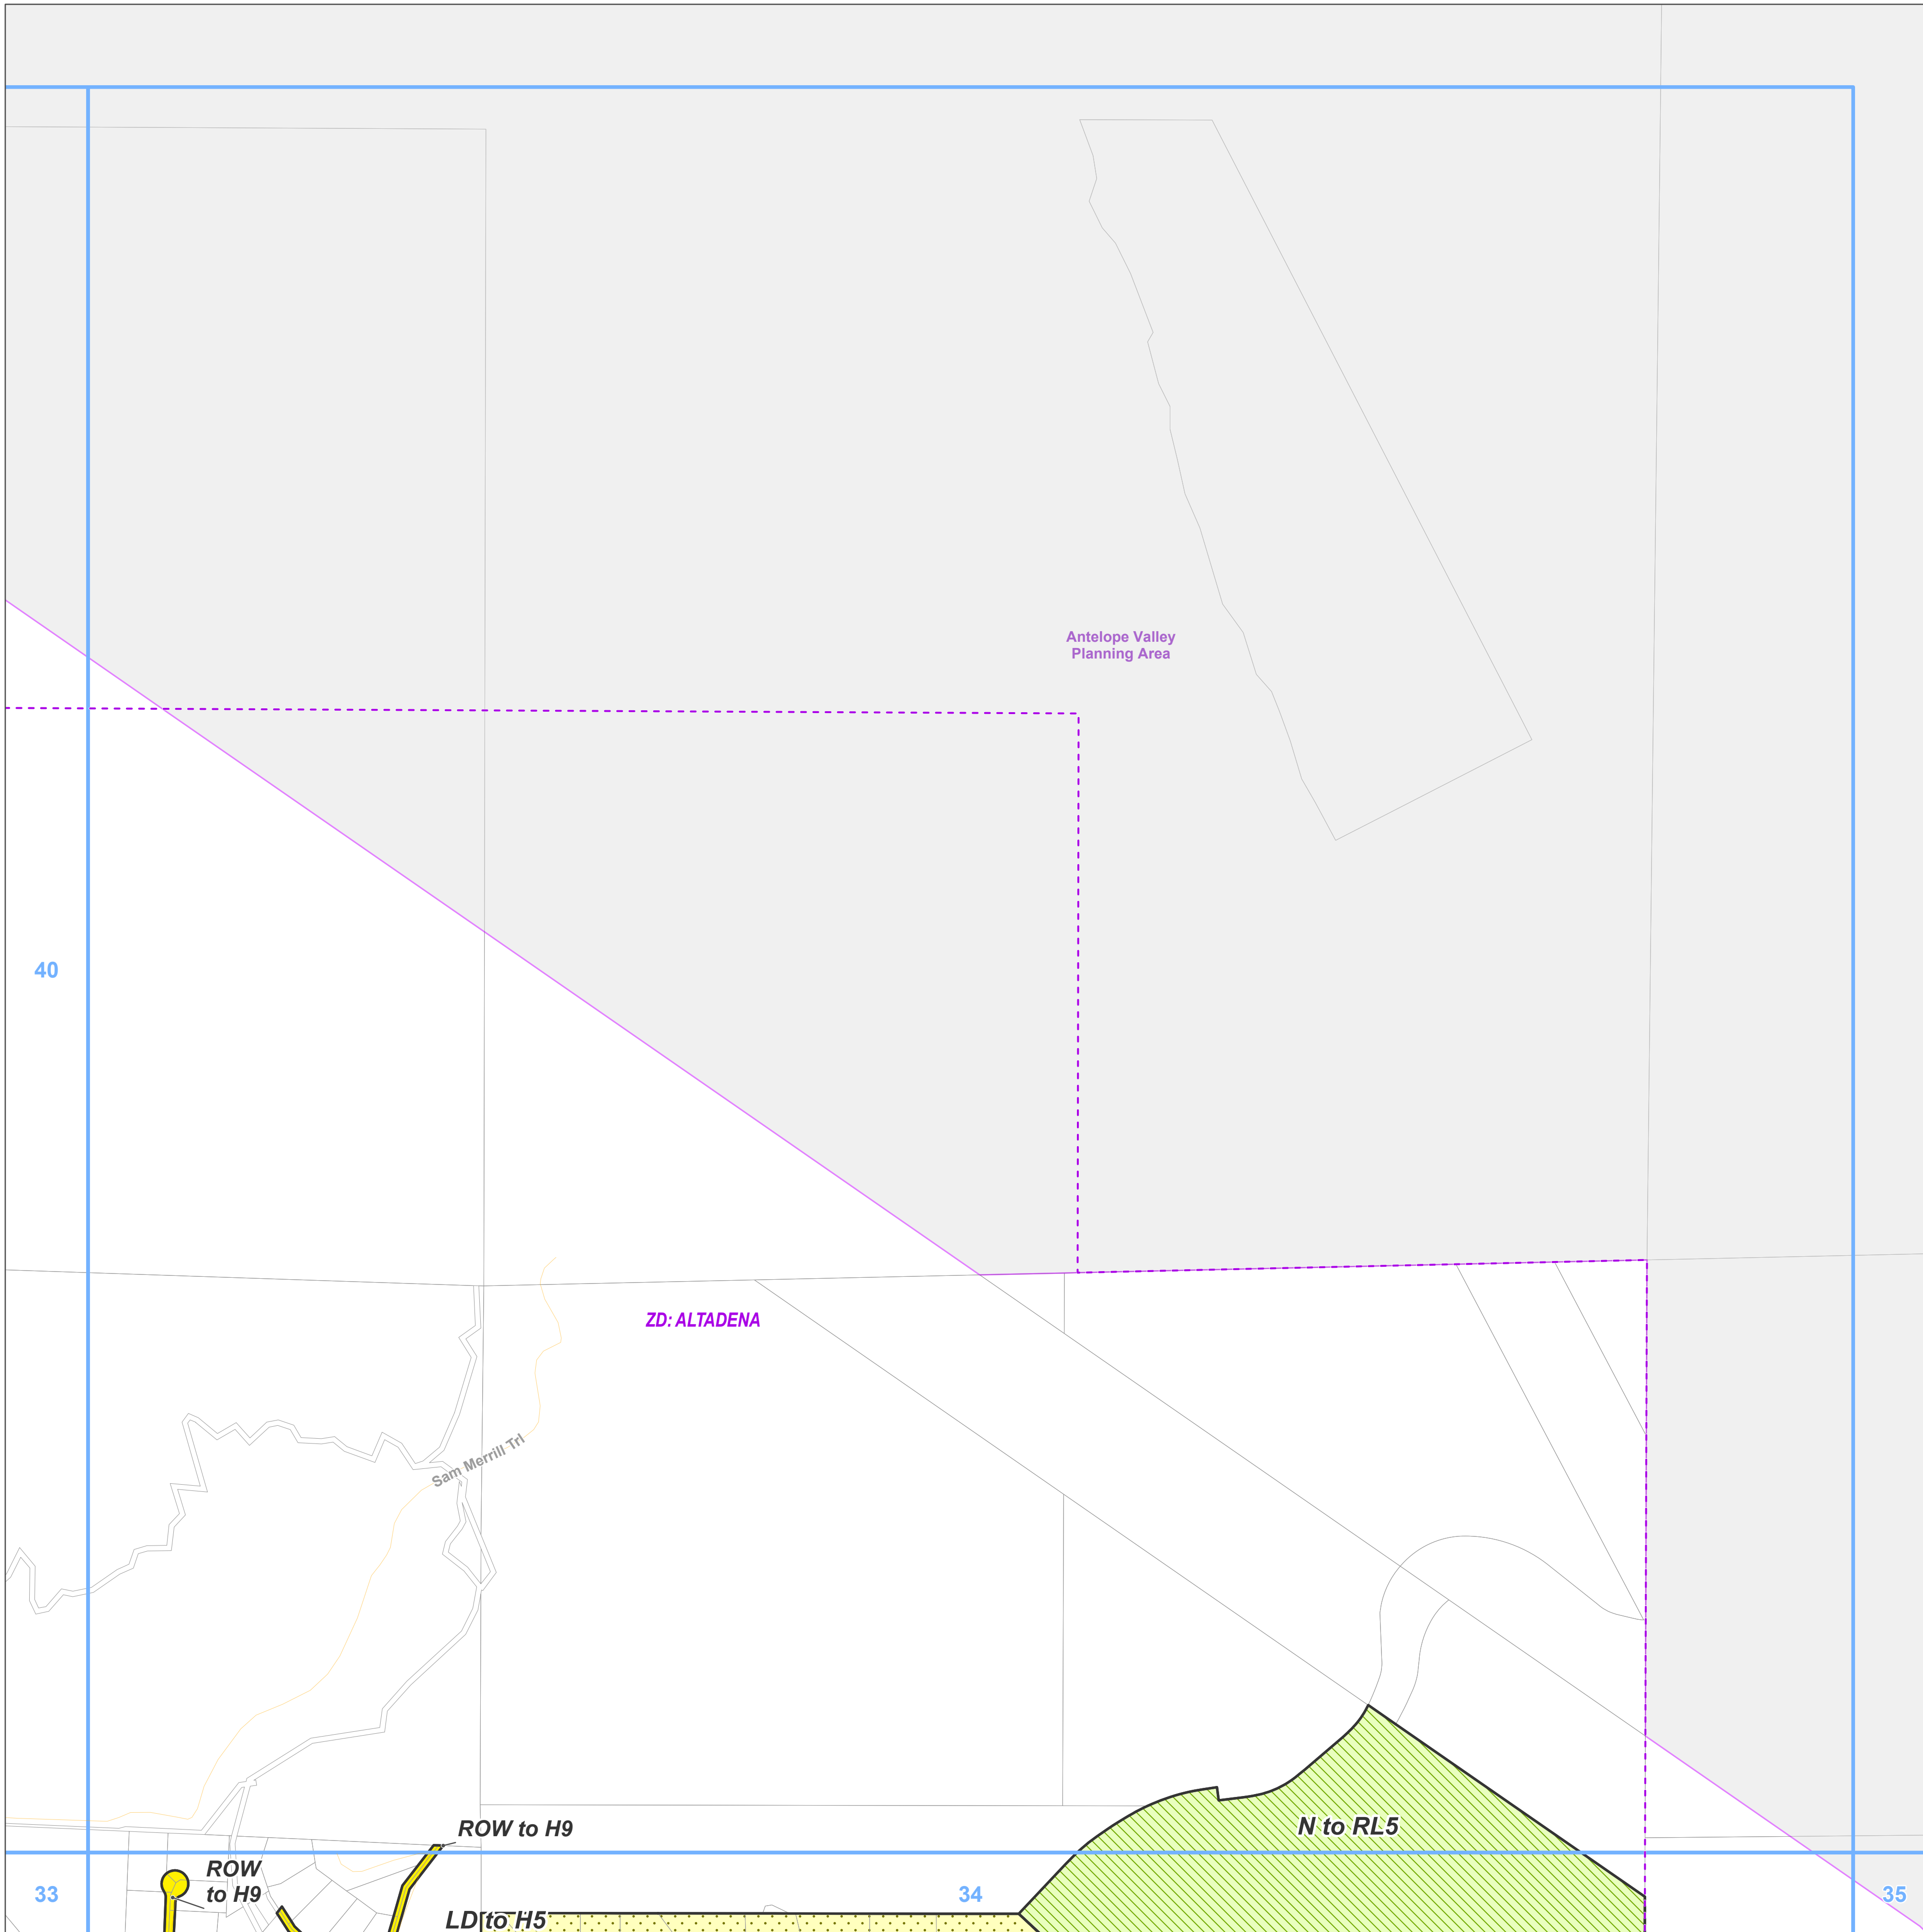 Antelope Valley
Planning Area
40
ZD: ALTADENA
Sam Merrill Trl
N to RL5
ROW to H9
ROW
to H9
33
34
35
LD to H5